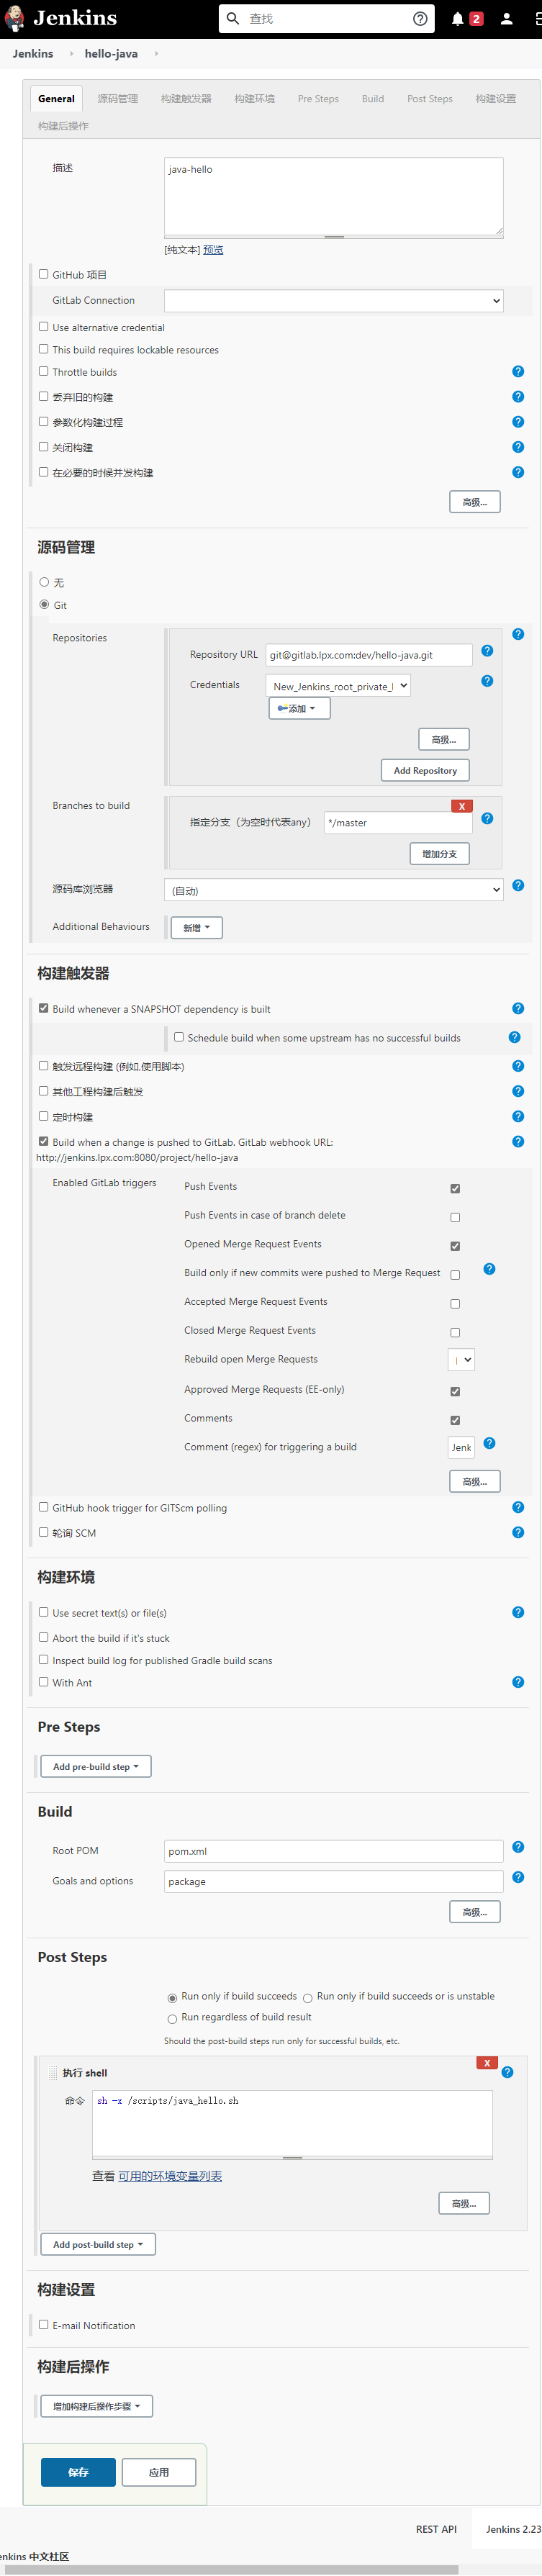 Jenkins
查找
2
Jenkins
hello-java
General
源码管理
构建触发器
构建环境
Pre Steps
Build
Post Steps
构建设置
构建后操作
描述
java-hello
[纯文本] 预览
GitHub 项目
GitLab Connection
Use alternative credential
This build requires lockable resources
Throttle builds
丢弃旧的构建
参数化构建过程
关闭构建
在必要的时候并发构建
高级...
源码管理
无
Git
Repositories
Repository URL
git@gitlab.lpx.com:dev/hello-java.git
Credentials
New_Jenkins_root_private_
添加
高级...
Add Repository
Branches to build
X
指定分支（为空时代表any）
*/master
增加分支
源码库浏览器
(自动)
Additional Behaviours
新增
构建触发器
Build whenever a SNAPSHOT dependency is built
Schedule build when some upstream has no successful builds
触发远程构建 (例如,使用脚本)
其他工程构建后触发
定时构建
Build when a change is pushed to GitLab. GitLab webhook URL:
http://jenkins.lpx.com:8080/project/hello-java
Enabled GitLab triggers
Push Events
Push Events in case of branch delete
Opened Merge Request Events
Build only if new commits were pushed to Merge Request
Accepted Merge Request Events
Closed Merge Request Events
Rebuild open Merge Requests
Approved Merge Requests (EE-only)
Comments
Comment (regex) for triggering a build
Jenk
高级...
GitHub hook trigger for GITScm polling
轮询 SCM
构建环境
Use secret text(s) or file(s)
Abort the build if it's stuck
Inspect build log for published Gradle build scans
With Ant
Pre Steps
Add pre-build step
Build
Root POM
pom.xml
Goals and options
package
高级...
Post Steps
Run only if build succeeds
Run only if build succeeds or is unstable
Run regardless of build result
Should the post-build steps run only for successful builds, etc.
X
执行 shell
命令
sh -x /scripts/java_hello.sh
查看 可用的环境变量列表
高级...
Add post-build step
构建设置
E-mail Notification
构建后操作
增加构建后操作步骤
保存
应用
REST API
Jenkins 2.23
enkins 中文社区